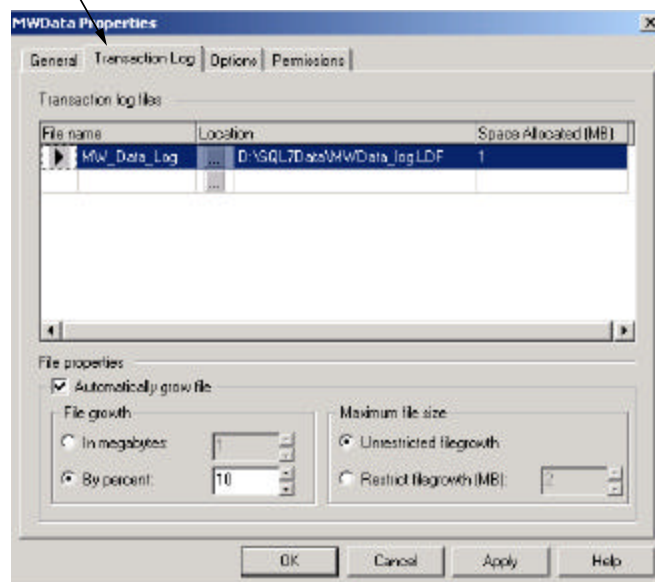 MWData Properties
General Transaction Log Options Permissions
Transaction log files
File name Location Space Allocated (MB)
MW_Data_Log ... D:\SQL7Data\MWData_log.LDF 1
...
File properties
Automatically grow file
File growth Maximum file size
In megabytes: 1 Unrestricted filegrowth
By percent: 10 Restrict filegrowth (MB): 2
OK Cancel Apply Help